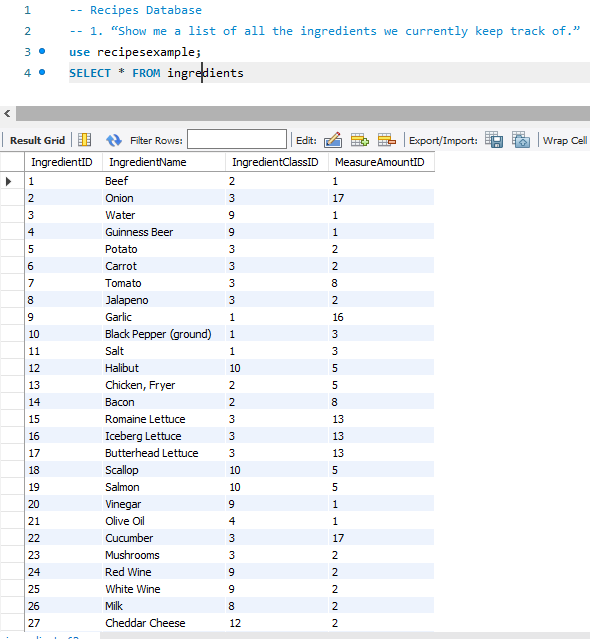 1 -- Recipes Database
2 -- 1. “Show me a list of all the ingredients we currently keep track of.”
3 use recipesexample;
4 SELECT * FROM ingredients
Result Grid Filter Rows: Edit: Export/Import: Wrap Cell
IngredientID IngredientName IngredientClassID MeasureAmountID
1 Beef 2 1
2 Onion 3 17
3 Water 9 1
4 Guinness Beer 9 1
5 Potato 3 2
6 Carrot 3 2
7 Tomato 3 8
8 Jalapeno 3 2
9 Garlic 1 16
10 Black Pepper (ground) 1 3
11 Salt 1 3
12 Halibut 10 5
13 Chicken, Fryer 2 5
14 Bacon 2 8
15 Romaine Lettuce 3 13
16 Iceberg Lettuce 3 13
17 Butterhead Lettuce 3 13
18 Scallop 10 5
19 Salmon 10 5
20 Vinegar 9 1
21 Olive Oil 4 1
22 Cucumber 3 17
23 Mushrooms 3 2
24 Red Wine 9 2
25 White Wine 9 2
26 Milk 8 2
27 Cheddar Cheese 12 2